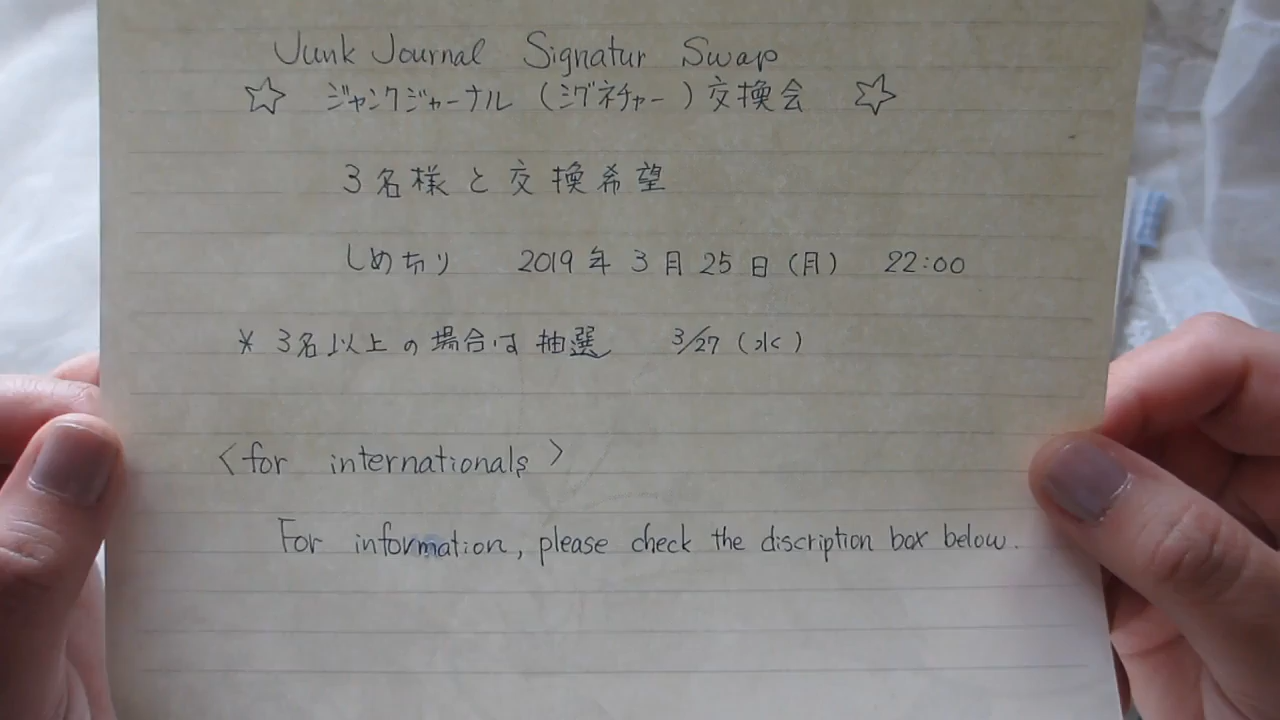 Junk Journal Signatur Swap
☆ ジャンクジャーナル (シグネチャー) 交換会 ☆
3名様と交換希望
しめ切り 2019年3月25日(月) 22:00
* 3名以上の場合は抽選 3/27 (水)
<for internationals>
For information, please check the discription box below.